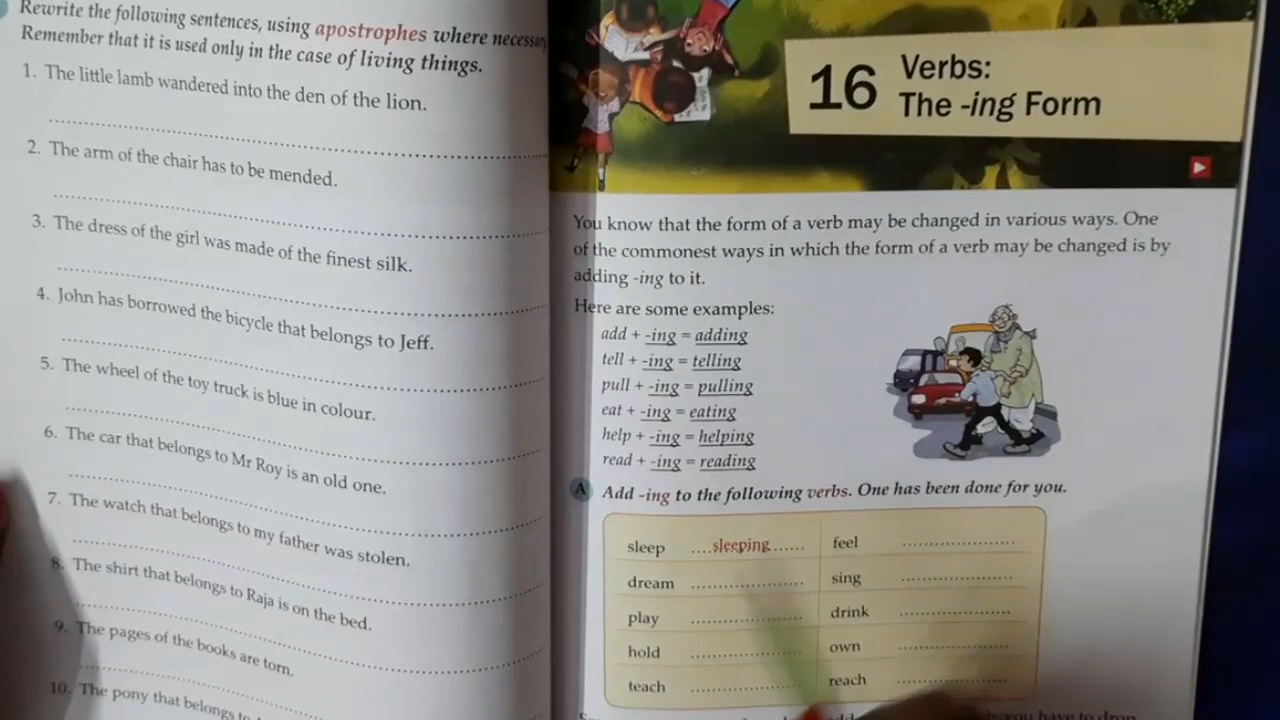 Rewrite the following sentences, using apostrophes where necessary
Remember that it is used only in the case of living things.
1. The little lamb wandered into the den of the lion.
2. The arm of the chair has to be mended.
3. The dress of the girl was made of the finest silk.
4. John has borrowed the bicycle that belongs to Jeff.
5. The wheel of the toy truck is blue in colour.
6. The car that belongs to Mr Roy is an old one.
7. The watch that belongs to my father was stolen.
8. The shirt that belongs to Raja is on the bed.
9. The pages of the books are torn.
10. The pony that belongs to
16 Verbs:
The -ing Form
You know that the form of a verb may be changed in various ways. One
of the commonest ways in which the form of a verb may be changed is by
adding -ing to it.
Here are some examples:
add + -ing = adding
tell + -ing = telling
pull + -ing = pulling
eat + -ing = eating
help + -ing = helping
read + -ing = reading
A Add -ing to the following verbs. One has been done for you.
sleep ....sleeping...... feel ....................
dream .................... sing ....................
play .................... drink ....................
hold .................... own ....................
teach .................... reach ....................
you have to drop